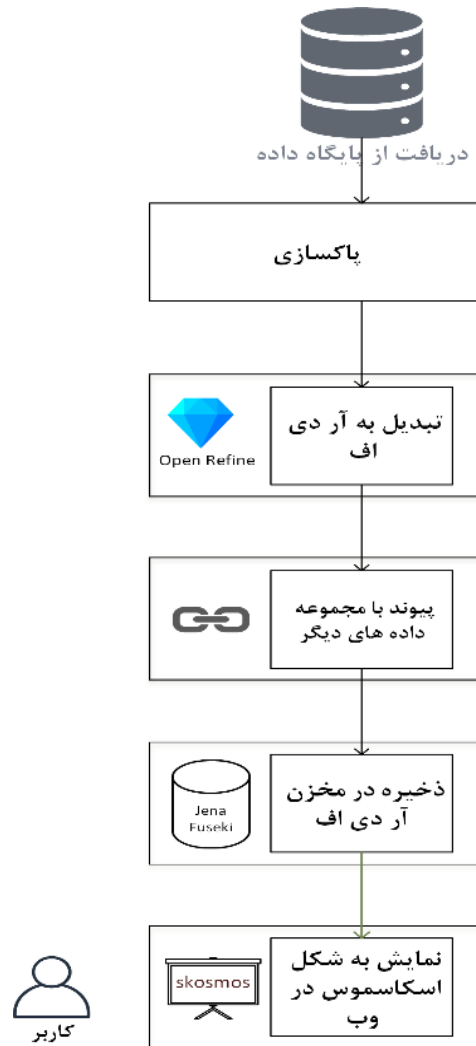 دریافت از پایگاه داده
پاکسازی
تبدیل به آر دی
اف
Open Refine
پیوند با مجموعه
داده های دیگر
ذخیره در مخزن
آر دی اف
Jena
Fuseki
نمایش به شکل
اسکاسموس در
وب
skosmos
کاربر